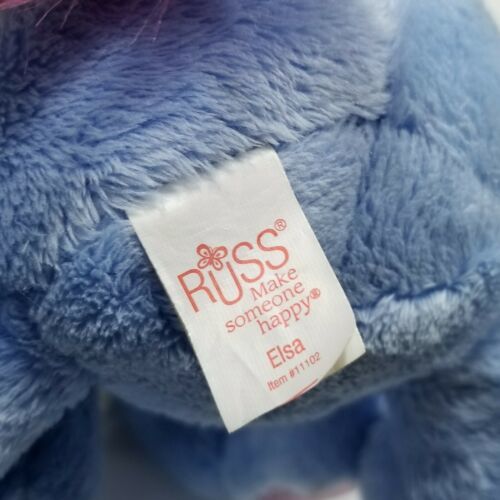 RUSS®
Make
someone
happy®
Elsa
Item #11102